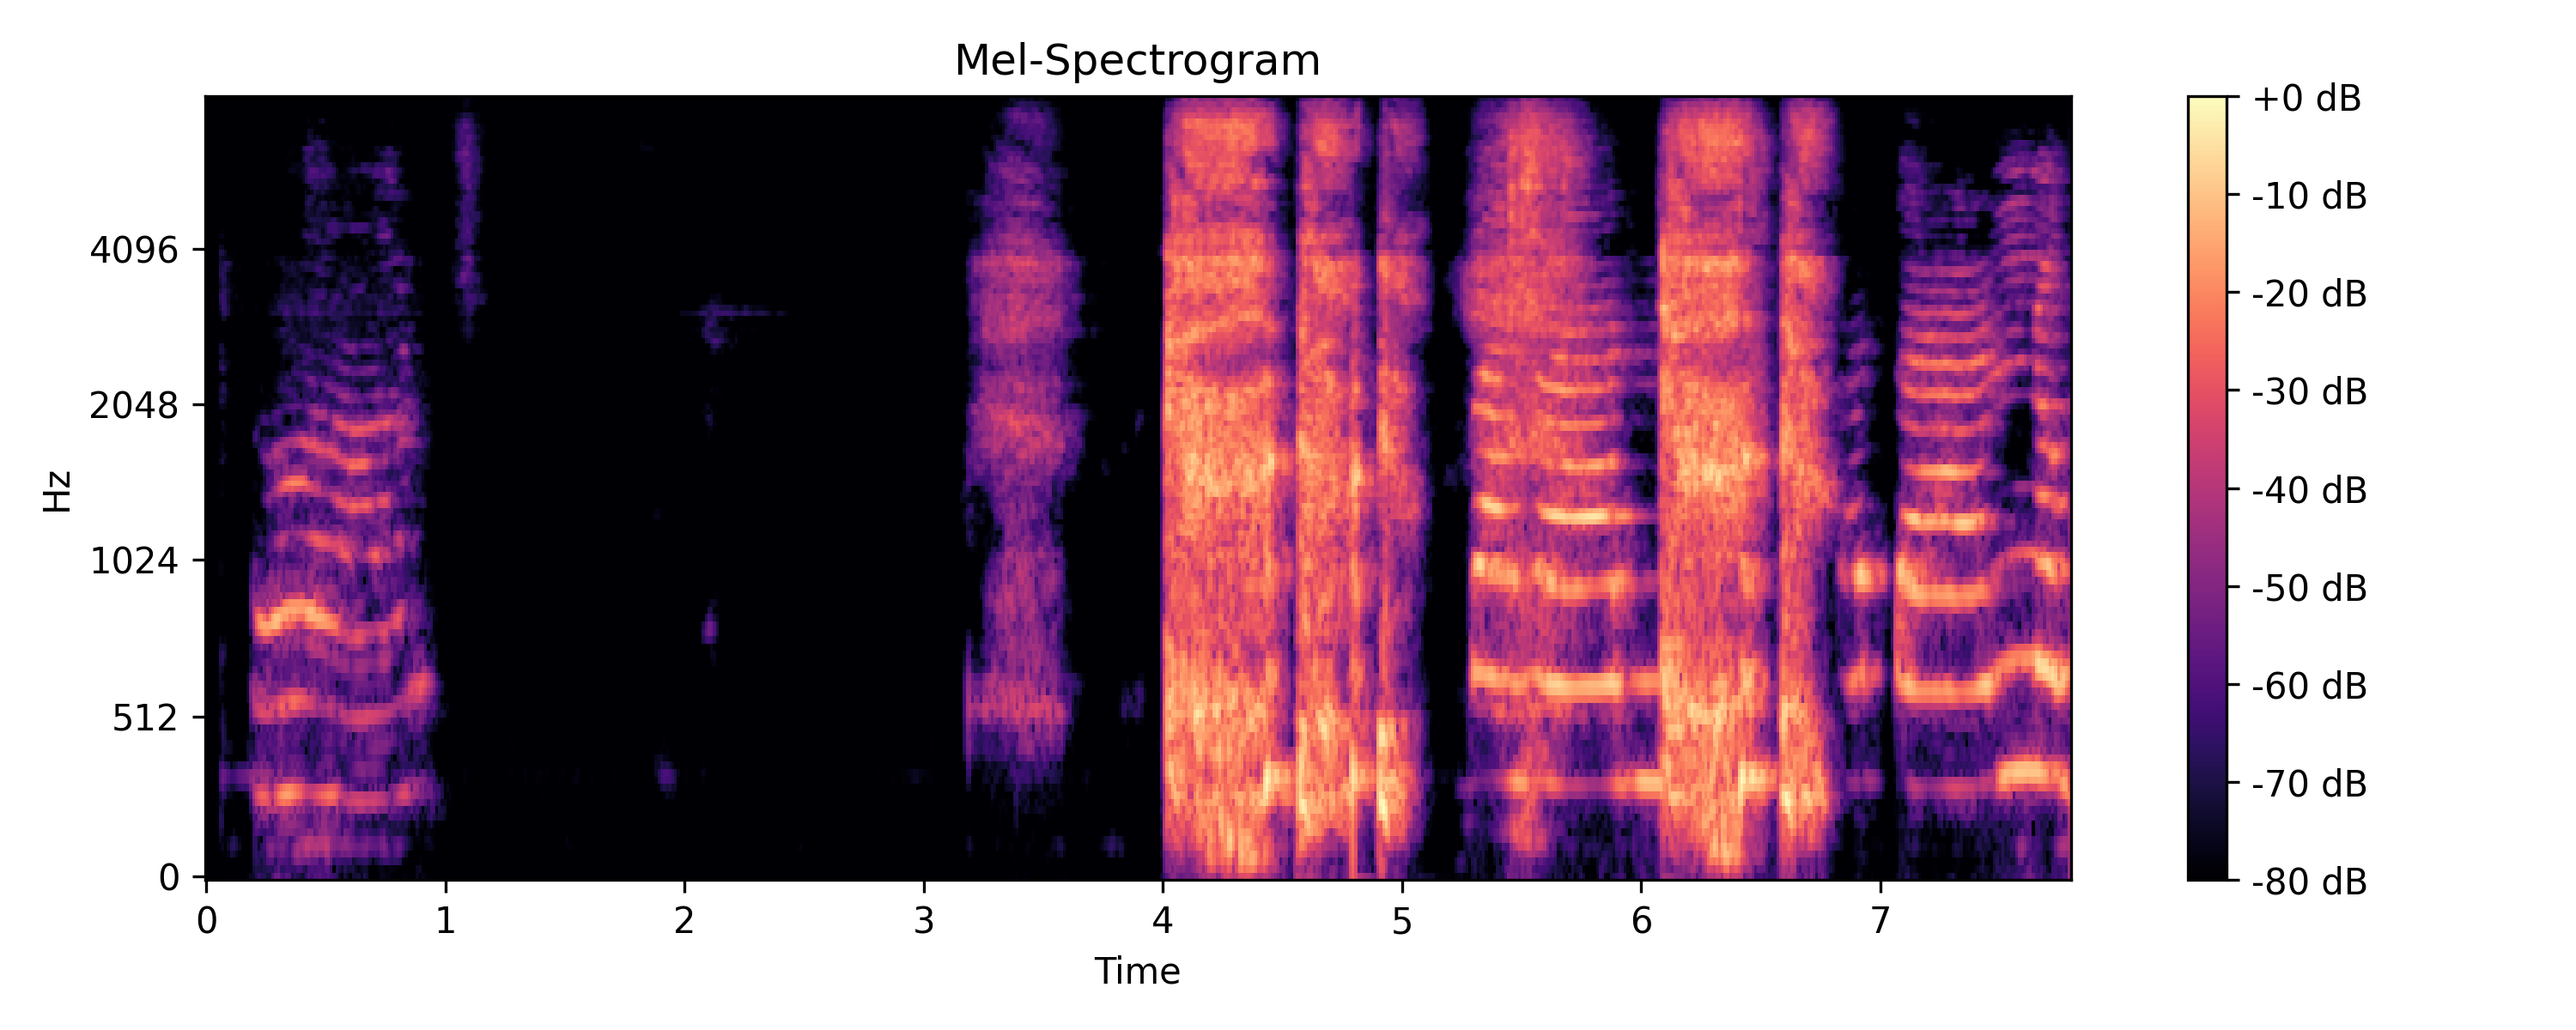 Mel-Spectrogram
+0 dB
-10 dB
-20 dB
-30 dB
-40 dB
-50 dB
-60 dB
-70 dB
-80 dB
Hz
4096
2048
1024
512
0
0 1 2 3 4 5 6 7
Time